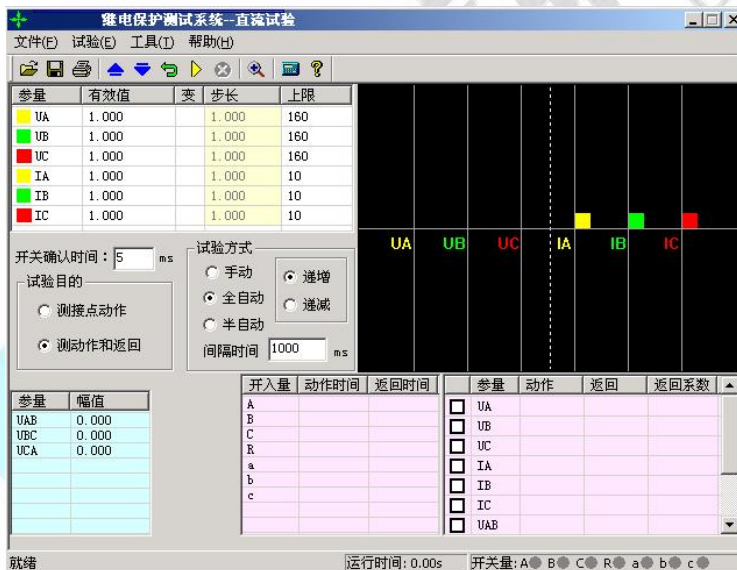 继电保护测试系统--直流试验
文件(F) 试验(E) 工具(T) 帮助(H)
参量 有效值 变 步长 上限
UA 1.000 1.000 160
UB 1.000 1.000 160
UC 1.000 1.000 160
IA 1.000 1.000 10
IB 1.000 1.000 10
IC 1.000 1.000 10
UA UB UC IA IB IC
开关确认时间：5 ms
试验目的
测接点动作
测动作和返回
试验方式
手动
全自动
半自动
递增
递减
间隔时间 1000 ms
参量 幅值
UAB 0.000
UBC 0.000
UCA 0.000
开入量 动作时间 返回时间
A
B
C
R
a
b
c
参量 动作 返回 返回系数
UA
UB
UC
IA
IB
IC
UAB
就绪 运行时间: 0.00s 开关量: A B C R a b c